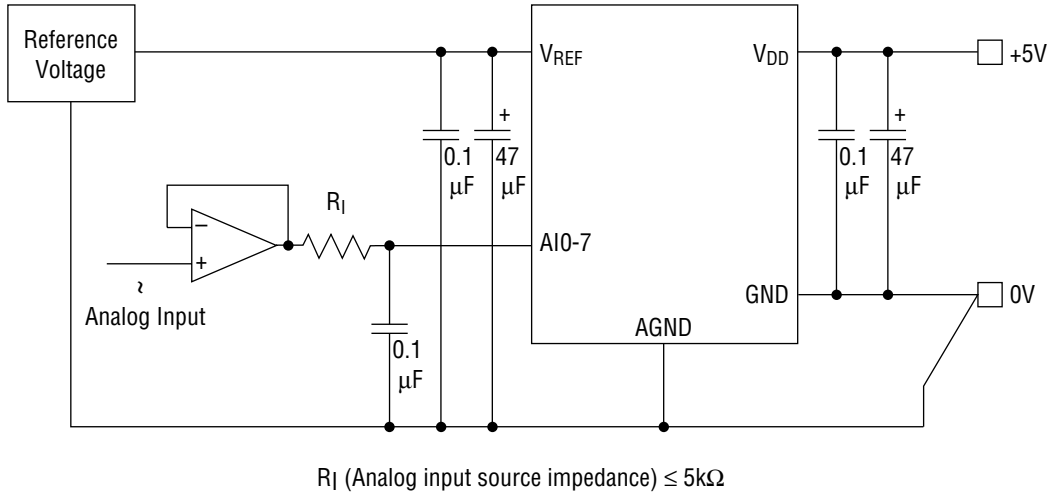 Reference
Voltage
VREF
VDD
+5V
+
0.1
μF
47
μF
+
0.1
μF
47
μF
RI
−
+
~
Analog Input
AI0-7
0.1
μF
GND
0V
AGND
RI (Analog input source impedance) ≤ 5kΩ